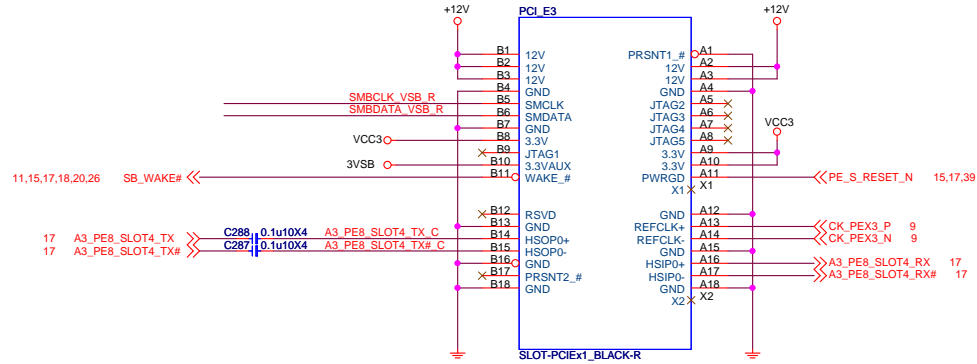 +12V PCI_E3 +12V
B1 12V PRSNT1_# A1
B2 12V 12V A2
B3 12V 12V A3
B4 GND GND A4
SMBCLK_VSB_R B5 SMCLK JTAG2 A5
SMBDATA_VSB_R B6 SMDATA JTAG3 A6
B7 GND JTAG4 A7 VCC3
VCC3 B8 3.3V JTAG5 A8
B9 JTAG1 3.3V A9
3VSB B10 3.3VAUX 3.3V A10
11,15,17,18,20,26 SB_WAKE# B11 WAKE_# PWRGD A11 PE_S_RESET_N 15,17,39
X1 X1
B12 RSVD GND A12
B13 GND REFCLK+ A13 CK_PEX3_P 9
17 A3_PE8_SLOT4_TX C288 0.1u10X4 A3_PE8_SLOT4_TX_C B14 HSOP0+ REFCLK- A14 CK_PEX3_N 9
17 A3_PE8_SLOT4_TX# C287 0.1u10X4 A3_PE8_SLOT4_TX#_C B15 HSOP0- GND A15
B16 GND HSIP0+ A16 A3_PE8_SLOT4_RX 17
B17 PRSNT2_# HSIP0- A17 A3_PE8_SLOT4_RX# 17
B18 GND GND A18
X2 X2
SLOT-PCIEx1_BLACK-R